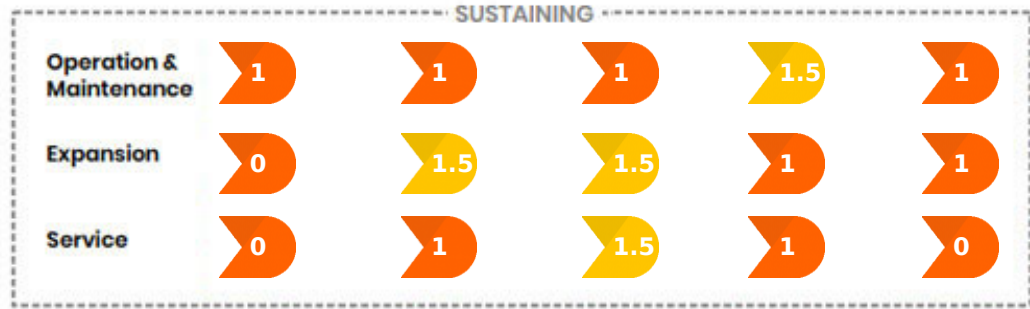 SUSTAINING
Operation &
Maintenance
1 1 1 1.5 1
Expansion
0 1.5 1.5 1 1
Service
0 1 1.5 1 0